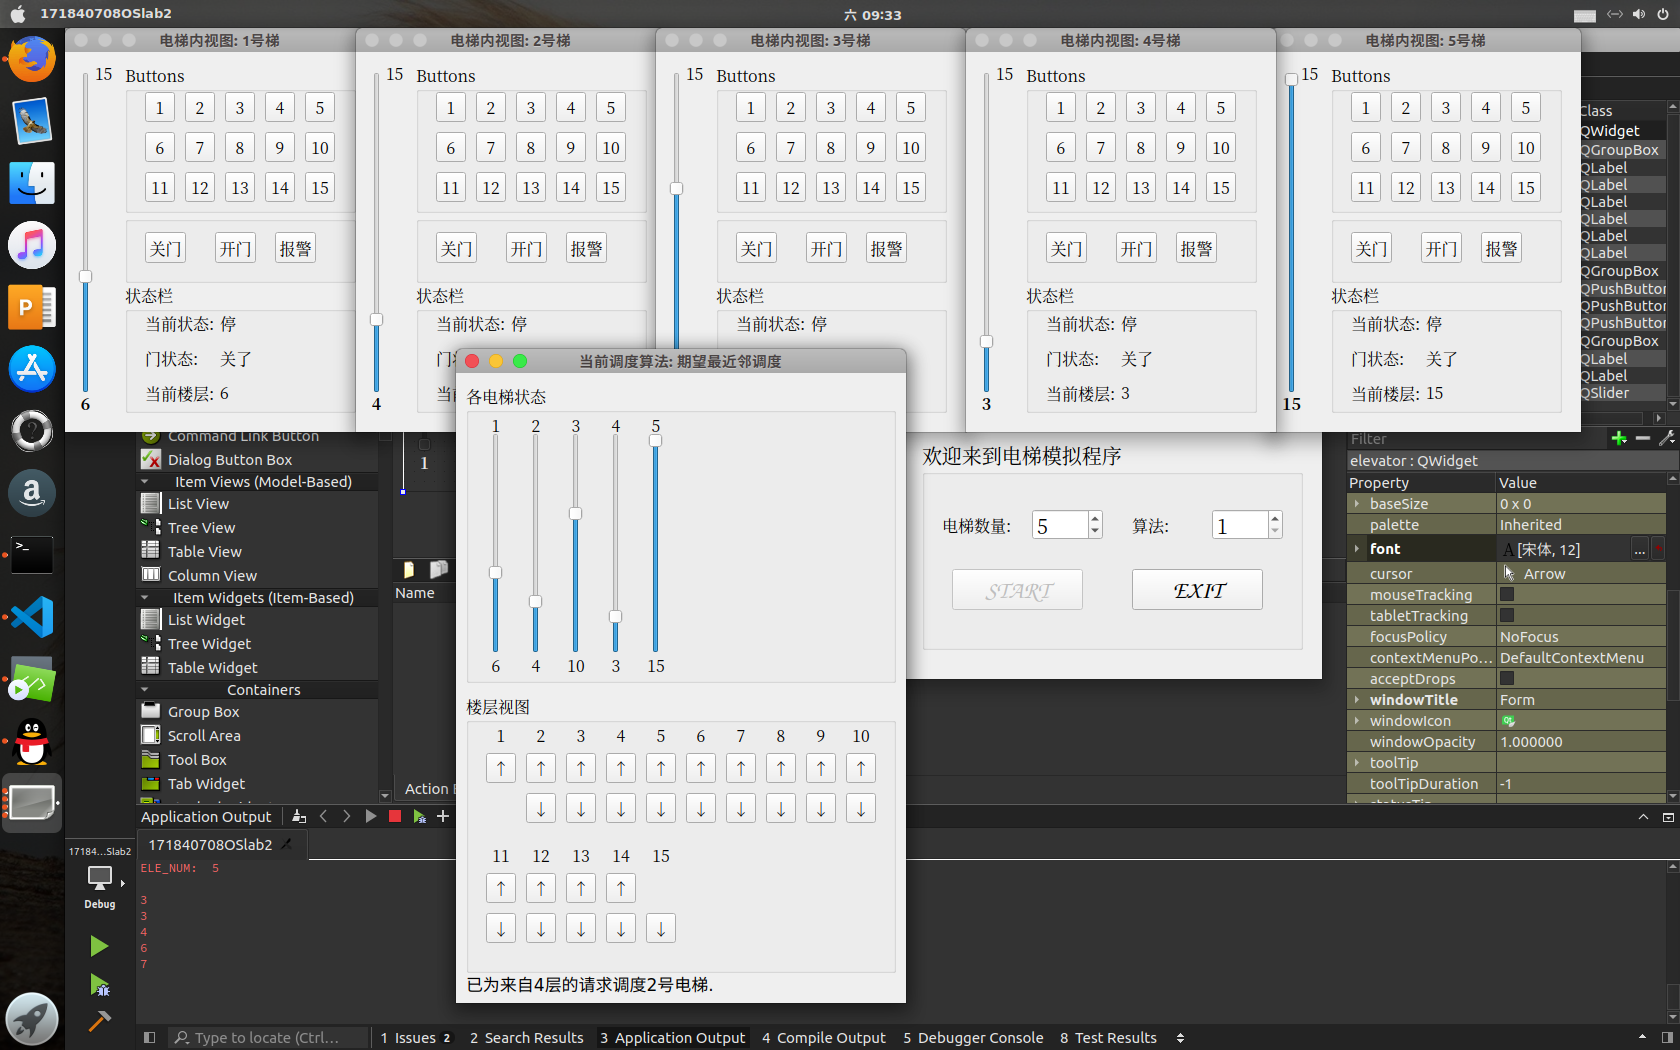 171840708OSlab2
六 09:33
电梯内视图: 1号梯
15 Buttons
1 2 3 4 5
6 7 8 9 10
11 12 13 14 15
关门 开门 报警
状态栏
当前状态: 停
门状态: 关了
当前楼层: 6
6
电梯内视图: 2号梯
15 Buttons
1 2 3 4 5
6 7 8 9 10
11 12 13 14 15
关门 开门 报警
状态栏
当前状态: 停
4
电梯内视图: 3号梯
15 Buttons
1 2 3 4 5
6 7 8 9 10
11 12 13 14 15
关门 开门 报警
状态栏
当前状态: 停
电梯内视图: 4号梯
15 Buttons
1 2 3 4 5
6 7 8 9 10
11 12 13 14 15
关门 开门 报警
状态栏
当前状态: 停
门状态: 关了
当前楼层: 3
3
电梯内视图: 5号梯
15 Buttons
1 2 3 4 5
6 7 8 9 10
11 12 13 14 15
关门 开门 报警
状态栏
当前状态: 停
门状态: 关了
当前楼层: 15
15
Class
QWidget
QGroupBox
QLabel
QLabel
QLabel
QLabel
QLabel
QLabel
QGroupBox
QPushButton
QPushButton
QPushButton
QGroupBox
QLabel
QLabel
QSlider
当前调度算法: 期望最近邻调度
各电梯状态
1 2 3 4 5
6 4 10 3 15
楼层视图
1 2 3 4 5 6 7 8 9 10
↑ ↑ ↑ ↑ ↑ ↑ ↑ ↑ ↑ ↑
↓ ↓ ↓ ↓ ↓ ↓ ↓ ↓ ↓
11 12 13 14 15
↑ ↑ ↑ ↑
↓ ↓ ↓ ↓ ↓
已为来自4层的请求调度2号电梯.
欢迎来到电梯模拟程序
电梯数量: 5 算法: 1
START EXIT
Command Link Button
Dialog Button Box
Item Views (Model-Based)
List View
Tree View
Table View
Column View
Item Widgets (Item-Based)
List Widget
Tree Widget
Table Widget
Containers
Group Box
Scroll Area
Tool Box
Tab Widget
1
Name
Action
Filter
elevator : QWidget
Property Value
baseSize 0 x 0
palette Inherited
font A [宋体, 12] ...
cursor Arrow
mouseTracking
tabletTracking
focusPolicy NoFocus
contextMenuPo... DefaultContextMenu
acceptDrops
windowTitle Form
windowIcon
windowOpacity 1.000000
toolTip
toolTipDuration -1
Application Output
171840708OSlab2
ELE_NUM: 5
3
3
4
6
7
17184...Slab2
Debug
Type to locate (Ctrl...
1 Issues 2
2 Search Results
3 Application Output
4 Compile Output
5 Debugger Console
8 Test Results